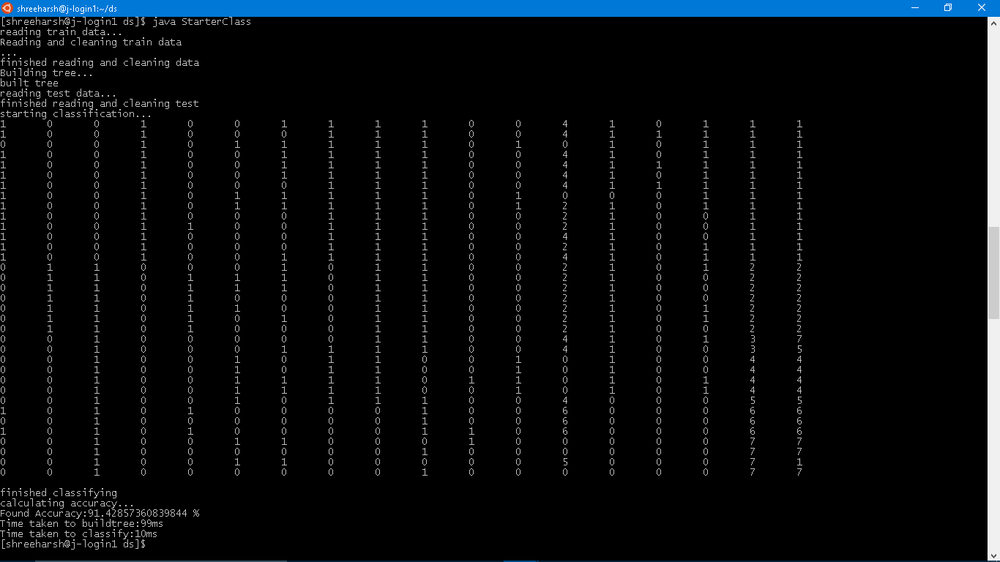 shreeharsh@j-login1:~/ds
[shreeharsh@j-login1 ds]$ java StarterClass
reading train data...
Reading and cleaning train data
...
finished reading and cleaning data
Building tree...
built tree
reading test data...
finished reading and cleaning test
starting classification...
1 0 0 1 0 0 1 1 1 1 0 0 4 1 0 1 1 1
1 0 0 1 0 0 0 1 1 1 0 0 4 1 1 1 1 1
0 0 0 1 0 1 1 1 1 1 0 1 0 1 0 1 1 1
1 0 0 1 0 0 1 1 1 1 0 0 4 1 0 1 1 1
1 0 0 1 0 0 1 1 1 1 0 0 4 1 1 1 1 1
1 0 0 1 0 0 1 1 1 1 0 0 4 1 0 1 1 1
1 0 0 1 0 0 0 1 1 1 0 0 4 1 1 1 1 1
1 0 0 1 0 1 1 1 1 1 0 1 0 0 0 1 1 1
1 0 0 1 0 1 1 1 1 1 0 1 2 1 0 1 1 1
1 0 0 1 0 0 0 1 1 1 0 0 2 1 0 1 1 1
0 0 0 1 1 0 0 1 1 1 0 0 2 1 0 0 1 1
1 0 0 1 0 0 0 1 1 1 0 0 4 1 0 1 1 1
1 0 0 1 0 0 0 1 1 1 0 0 2 1 0 1 1 1
1 0 0 1 0 0 1 1 1 1 0 0 4 1 0 1 1 1
0 1 1 0 0 0 1 0 1 1 0 0 2 1 0 1 2 2
0 1 1 0 1 1 1 0 1 1 0 0 2 1 0 0 2 2
0 1 1 0 1 1 1 0 1 1 0 0 2 1 0 0 2 2
0 1 1 0 1 0 0 0 1 1 0 0 2 1 0 0 2 2
0 1 1 0 1 1 0 0 1 1 0 0 2 1 0 1 2 2
0 1 1 0 1 0 1 0 1 1 0 0 2 1 0 1 2 2
0 1 1 0 1 0 0 0 1 1 0 0 2 1 0 0 2 2
0 0 1 0 0 0 0 0 1 1 0 0 4 1 0 1 3 7
0 0 1 0 0 0 1 1 1 1 0 0 4 1 0 1 3 5
0 0 1 0 0 1 0 1 1 0 0 1 0 1 0 0 4 4
0 0 1 0 0 1 0 1 1 0 0 1 0 1 0 0 4 4
0 0 1 0 0 1 1 1 1 0 1 1 0 1 0 1 4 4
0 0 1 0 0 1 1 1 1 0 0 1 0 1 0 1 4 4
0 0 1 0 0 1 0 1 1 1 0 0 4 0 0 0 5 5
1 0 1 0 1 0 0 0 0 1 0 0 6 0 0 0 6 6
0 0 1 0 0 0 0 0 0 1 0 0 6 0 0 0 6 6
1 0 1 0 1 0 0 0 0 1 1 0 6 0 0 0 6 6
0 0 1 0 0 1 1 0 0 0 1 0 0 0 0 0 7 7
0 0 1 0 0 0 0 0 0 1 0 0 0 0 0 0 7 7
0 0 1 0 0 1 1 0 0 0 0 0 5 0 0 0 7 1
0 0 1 0 0 0 0 0 0 1 0 0 0 0 0 0 7 7
finished classifying
calculating accuracy...
Found Accuracy:91.42857360839844 %
Time taken to buildtree:99ms
Time taken to classify:10ms
[shreeharsh@j-login1 ds]$